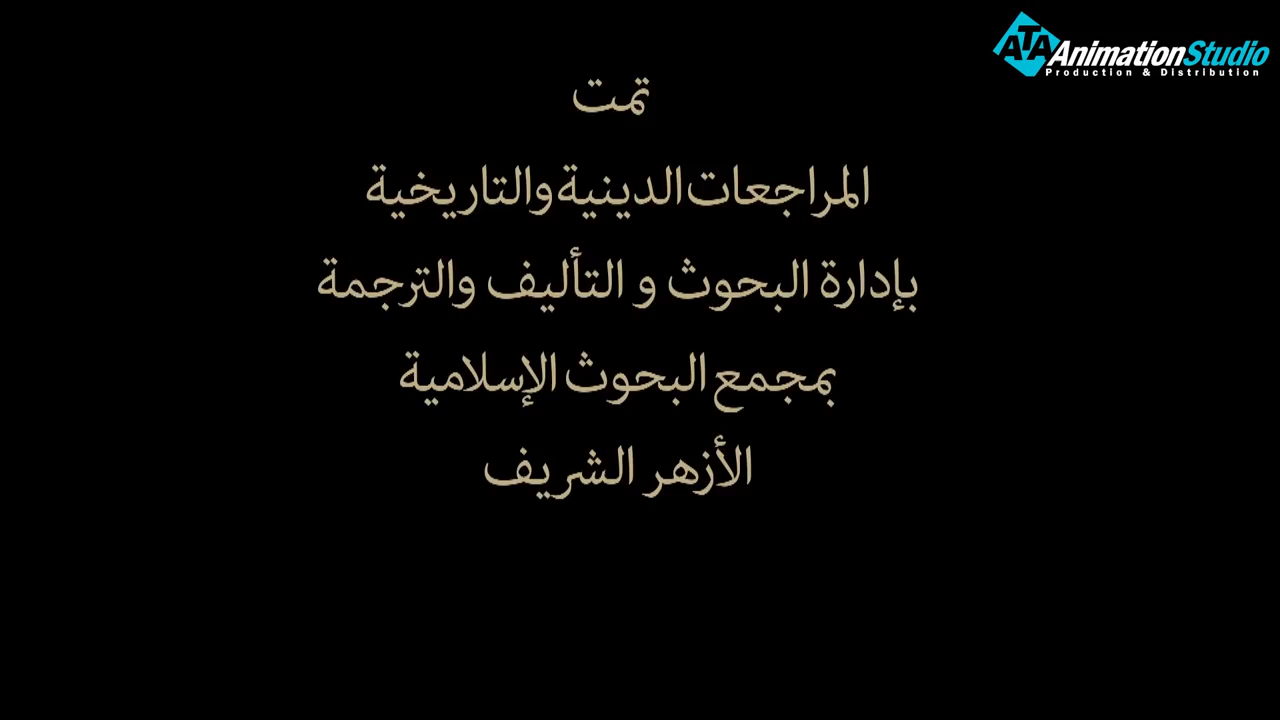 ATA AnimationStudio
Production & Distribution
تمت
المراجعات الدينية والتاريخية
بإدارة البحوث و التأليف والترجمة
بمجمع البحوث الإسلامية
الأزهر الشريف